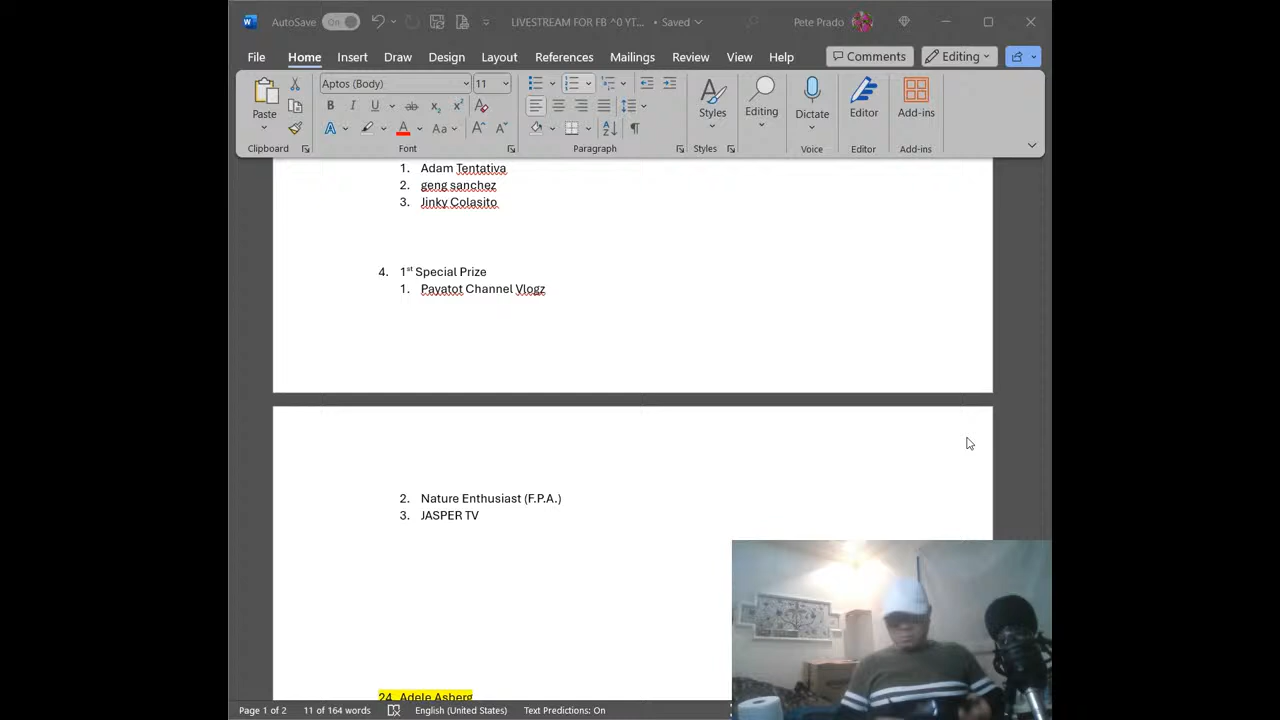 AutoSave On LIVESTREAM FOR FB ^0 YT... • Saved Pete Prado
File Home Insert Draw Design Layout References Mailings Review View Help Comments Editing
Aptos (Body) 11
Paste Styles Editing Dictate Editor Add-ins
Clipboard Font Paragraph Styles Voice Editor Add-ins
1. Adam Tentativa
2. geng sanchez
3. Jinky Colasito
4. 1st Special Prize
1. Payatot Channel Vlogz
2. Nature Enthusiast (F.P.A.)
3. JASPER TV
24. Adele Asberg
Page 1 of 2 11 of 164 words English (United States) Text Predictions: On